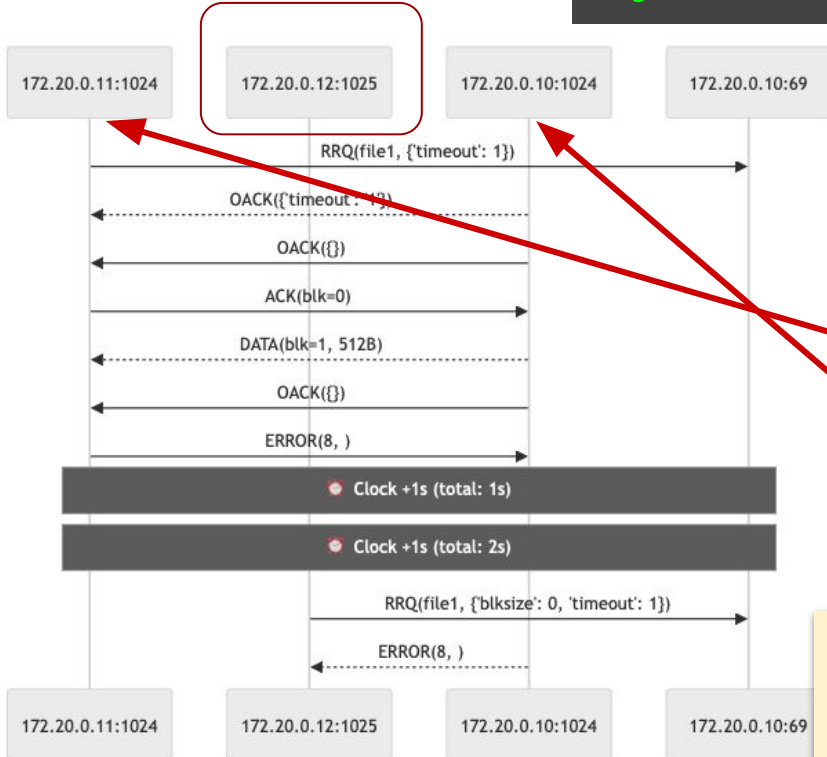 172.20.0.11:1024 172.20.0.12:1025 172.20.0.10:1024 172.20.0.10:69
RRQ(file1, {'timeout': 1})
OACK({'timeout': '1'})
OACK({})
ACK(blk=0)
DATA(blk=1, 512B)
OACK({})
ERROR(8, )
⏰ Clock +1s (total: 1s)
⏰ Clock +1s (total: 2s)
RRQ(file1, {'blksize': 0, 'timeout': 1})
ERROR(8, )
172.20.0.11:1024 172.20.0.12:1025 172.20.0.10:1024 172.20.0.10:69